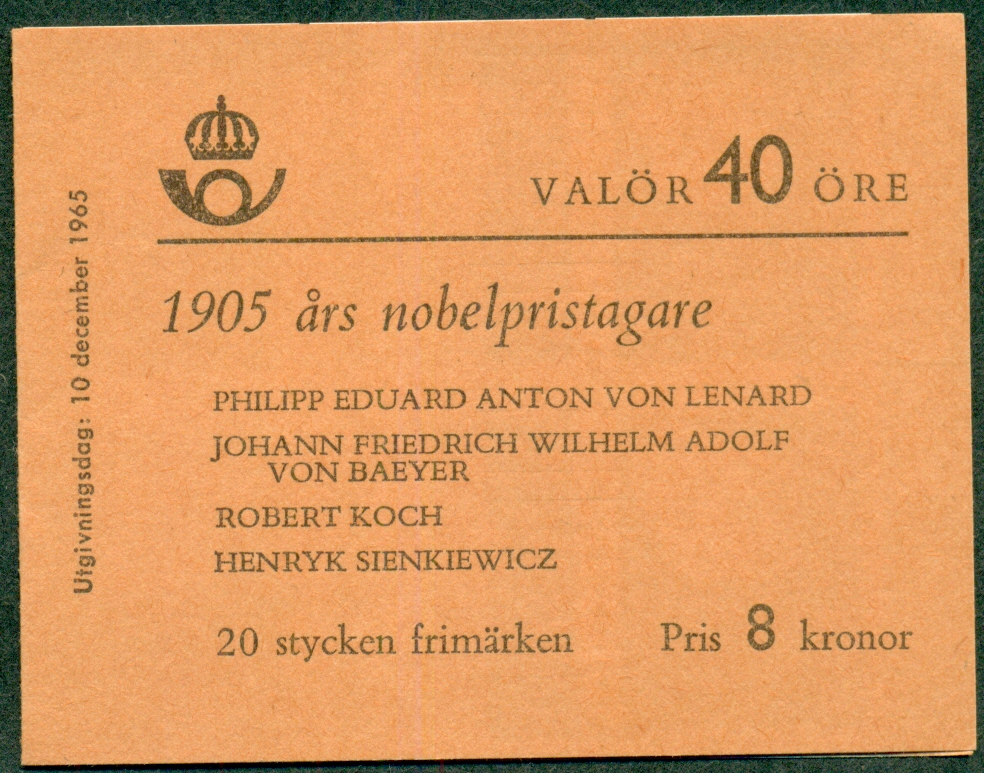 VALÖR 40 ÖRE
1905 års nobelpristagare
PHILIPP EDUARD ANTON VON LENARD
JOHANN FRIEDRICH WILHELM ADOLF
VON BAEYER
ROBERT KOCH
HENRYK SIENKIEWICZ
20 stycken frimärken Pris 8 kronor
Utgivningsdag: 10 december 1965